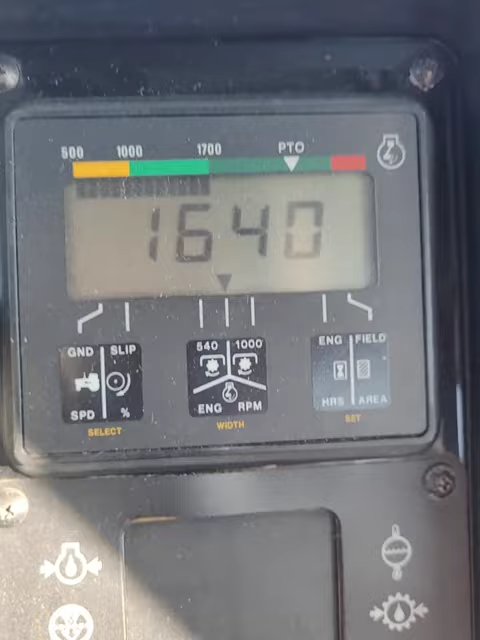 500 1000 1700 PTO
1640
GND SLIP
SPD %
SELECT
540 1000
ENG RPM
WIDTH
ENG FIELD
HRS AREA
SET